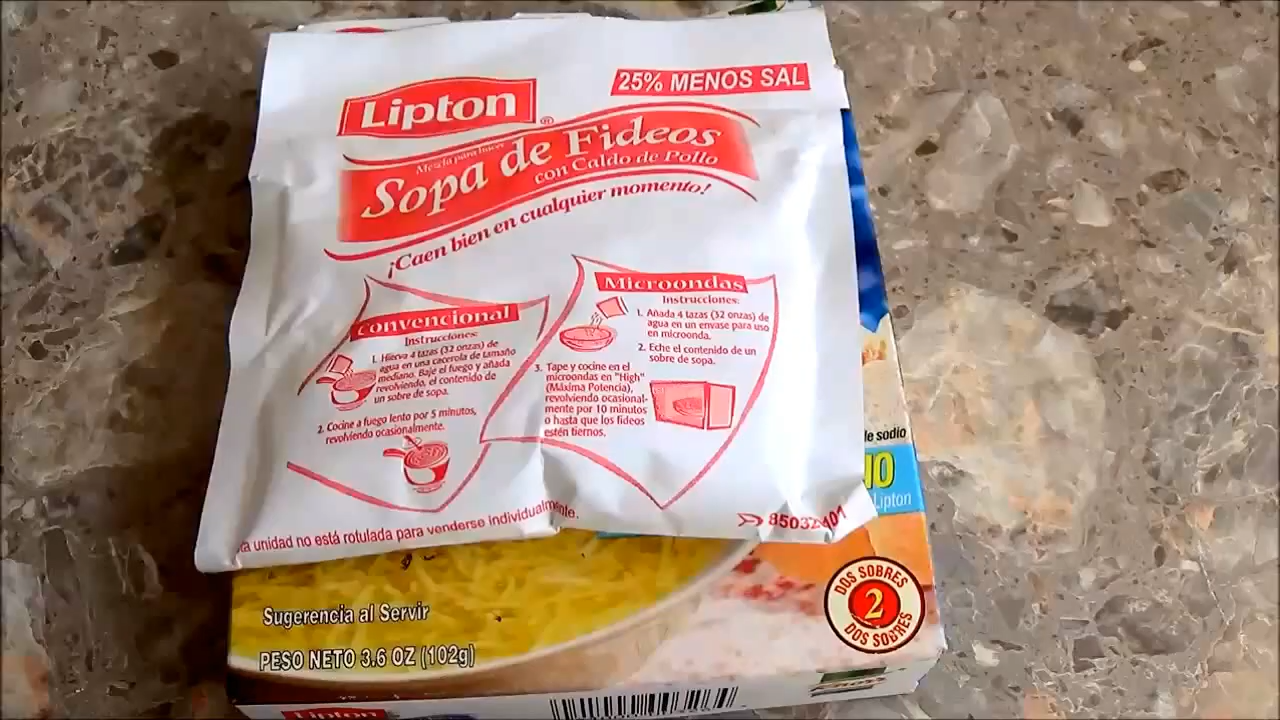 25% MENOS SAL
Lipton®
Mezcla para hacer
Sopa de Fideos
con Caldo de Pollo
¡Caen bien en cualquier momento!
Convencional
Instrucciones:
1. Hierva 4 tazas (32 onzas) de
agua en una cacerola de tamaño
mediano. Baje el fuego y añada
revolviendo, el contenido de
un sobre de sopa.
2. Cocine a fuego lento por 5 minutos,
revolviendo ocasionalmente.
Microondas
Instrucciones:
1. Añada 4 tazas (32 onzas) de
agua en un envase para uso
en microonda.
2. Eche el contenido de un
sobre de sopa.
3. Tape y cocine en el
microondas en "High"
(Máxima Potencia),
revolviendo ocasional-
mente por 10 minutos
o hasta que los fideos
estén tiernos.
unidad no está rotulada para venderse individualmente.
de sodio
Lipton
DOS SOBRES
2
DOS SOBRES
Sugerencia al Servir
PESO NETO 3.6 OZ (102g)
Lipton